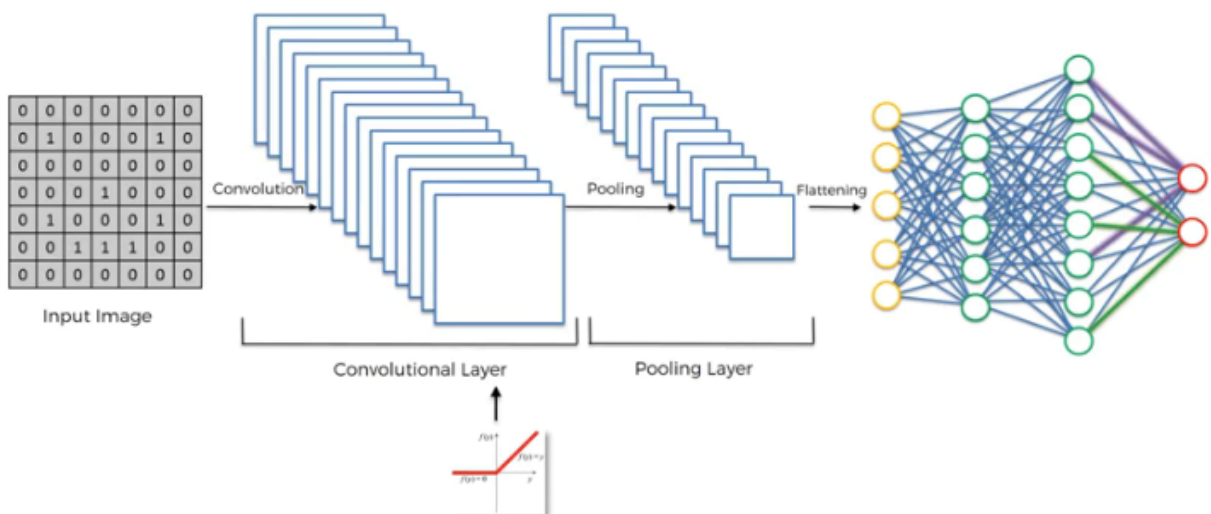 0 0 0 0 0 0 0
0 1 0 0 0 1 0
0 0 0 0 0 0 0
0 0 0 1 0 0 0
0 1 0 0 0 1 0
0 0 1 1 1 0 0
0 0 0 0 0 0 0
Input Image
Convolution
Pooling
Flattening
Convolutional Layer
Pooling Layer
f(y)
f(y)=y
f(y)=0
y